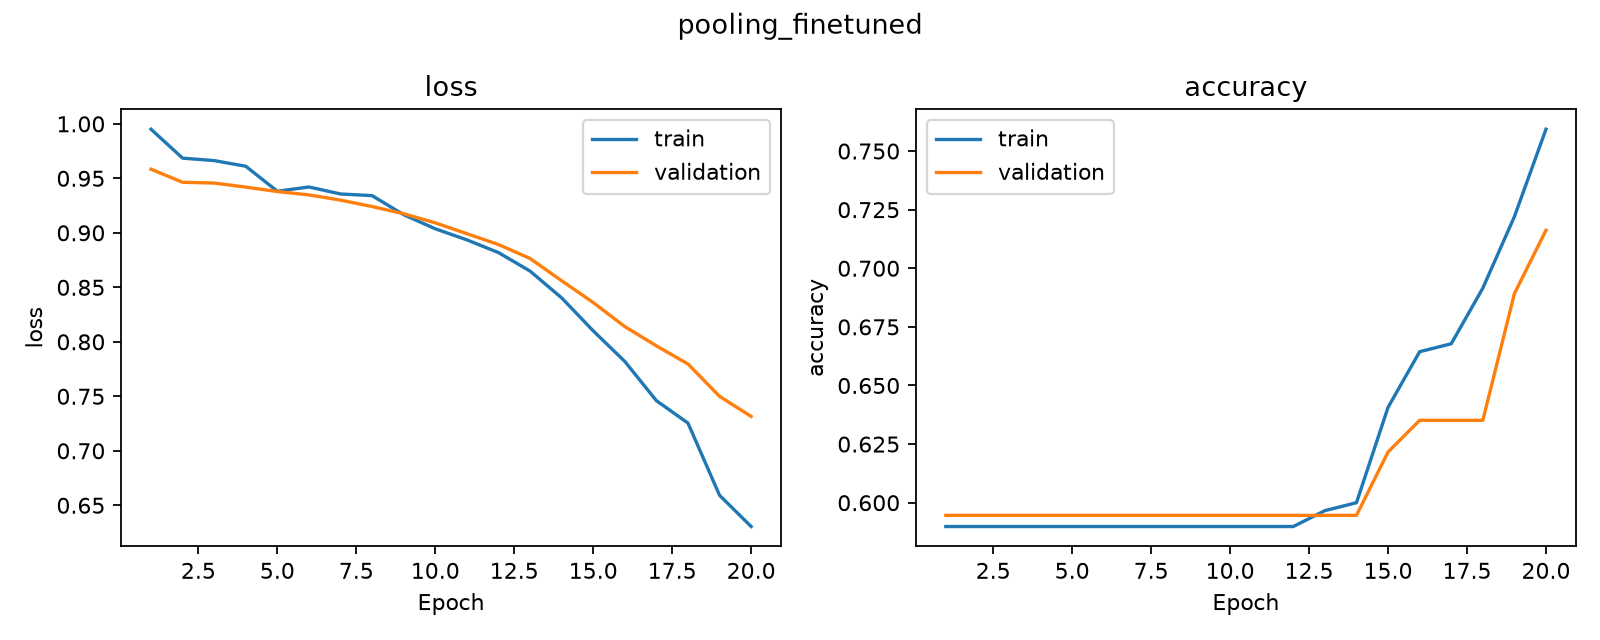 pooling_finetuned
loss
train
validation
1.00
0.95
0.90
0.85
0.80
0.75
0.70
0.65
loss
2.5 5.0 7.5 10.0 12.5 15.0 17.5 20.0
Epoch
accuracy
train
validation
0.750
0.725
0.700
0.675
0.650
0.625
0.600
accuracy
2.5 5.0 7.5 10.0 12.5 15.0 17.5 20.0
Epoch